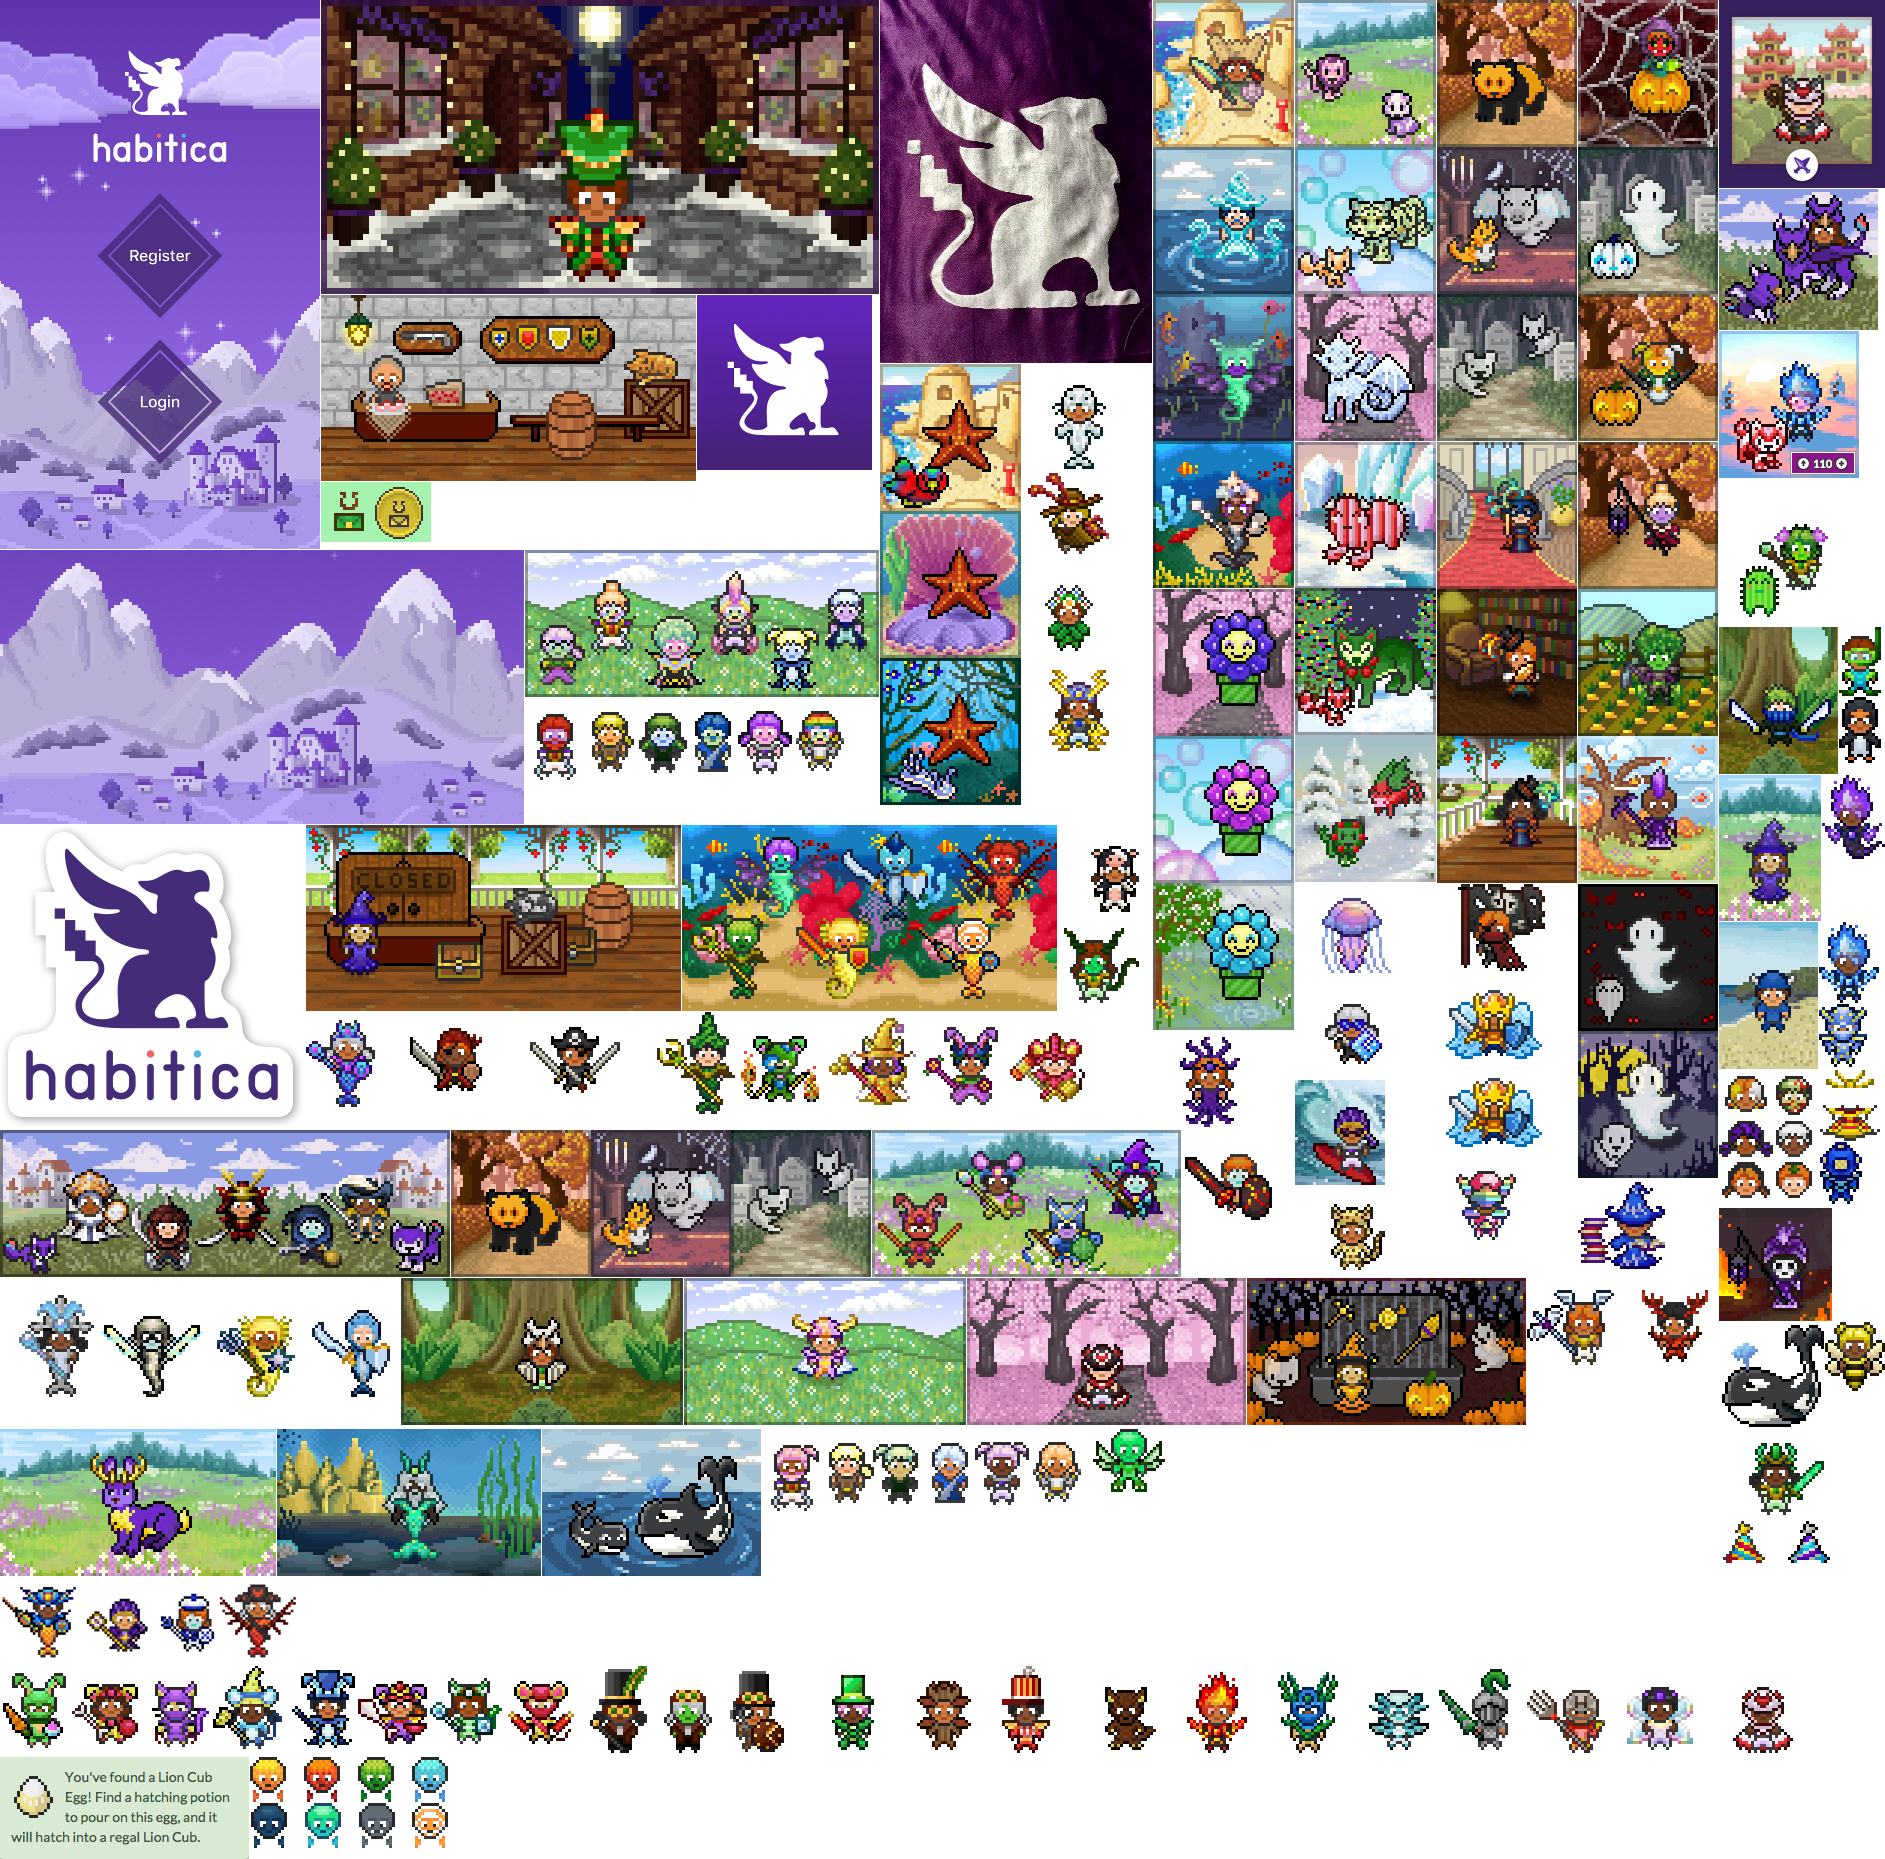 habitica
Register
Login
110
CLOSED
habitica
You've found a Lion Cub
Egg! Find a hatching potion
to pour on this egg, and it
will hatch into a regal Lion Cub.